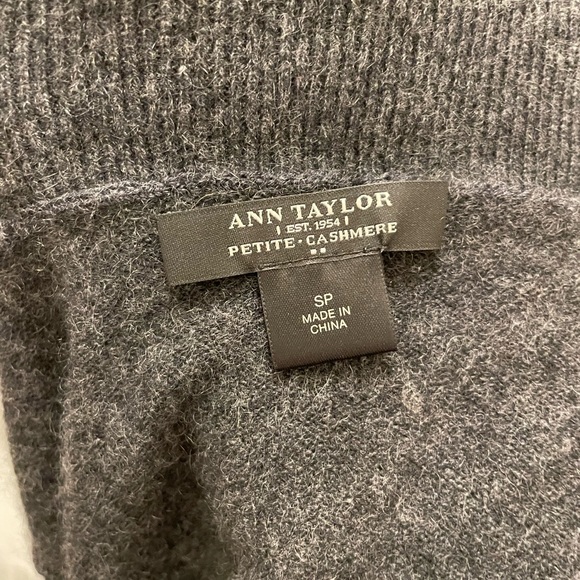 ANN TAYLOR
EST. 1954
PETITE · CASHMERE
SP
MADE IN
CHINA